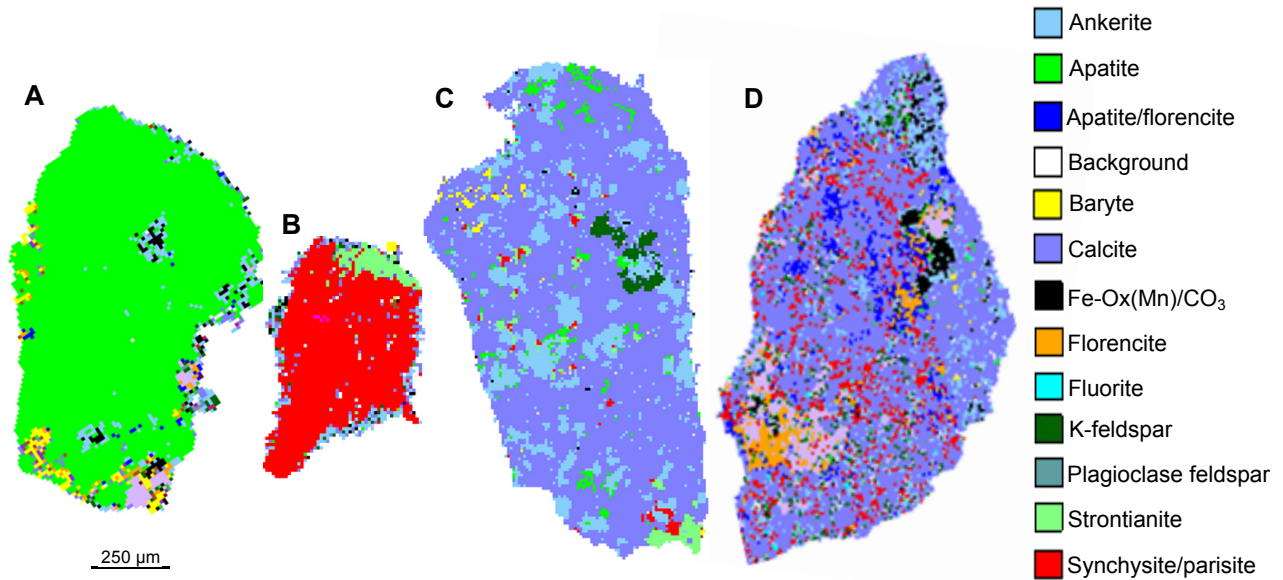 A
B
C
D
250 µm
Ankerite
Apatite
Apatite/florencite
Background
Baryte
Calcite
Fe-Ox(Mn)/CO₃
Florencite
Fluorite
K-feldspar
Plagioclase feldspar
Strontianite
Synchysite/parisite